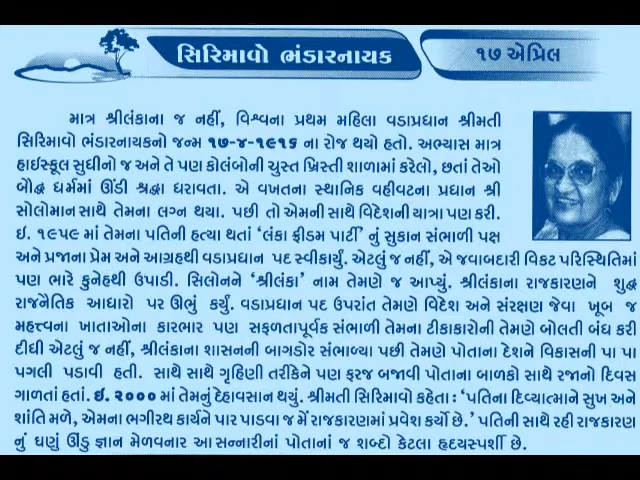 સિરિમાવો ભંડારનાયક
૧૭ એપ્રિલ
માત્ર શ્રીલંકાના જ નહીં, વિશ્વના પ્રથમ મહિલા વડાપ્રધાન શ્રીમતી
સિરિમાવો ભંડારનાયકનો જન્મ ૧૭-૪-૧૯૧૬ ના રોજ થયો હતો. અભ્યાસ માત્ર
હાઈસ્કૂલ સુધીનો જ અને તે પણ કોલંબોની ચુસ્ત ખ્રિસ્તી શાળામાં કરેલો, છતાં તેઓ
બૌદ્ધ ધર્મમાં ઊંડી શ્રદ્ધા ધરાવતા. એ વખતના સ્થાનિક વહીવટના પ્રધાન શ્રી
સોલોમાન સાથે તેમના લગ્ન થયા. પછી તો એમની સાથે વિદેશની યાત્રા પણ કરી.
ઇ. ૧૯૫૯ માં તેમના પતિની હત્યા થતાં ‘લંકા ફ્રીડમ પાર્ટી’ નું સુકાન સંભાળી પક્ષ
અને પ્રજાના પ્રેમ અને આગ્રહથી વડાપ્રધાન પદ સ્વીકાર્યું. એટલું જ નહીં, એ જવાબદારી વિકટ પરિસ્થિતિમાં
પણ ભારે કુનેહથી ઉપાડી. સિલોનને ‘શ્રીલંકા’ નામ તેમણે જ આપ્યું. શ્રીલંકાના રાજકારણને શુદ્ધ
રાજનૈતિક આધારો પર ઊભું કર્યું. વડાપ્રધાન પદ ઉપરાંત તેમણે વિદેશ અને સંરક્ષણ જેવા ખૂબ જ
મહત્ત્વના ખાતાઓના કારભાર પણ સફળતાપૂર્વક સંભાળી તેમના ટીકાકારોની તેમણે બોલતી બંધ કરી
દીધી એટલું જ નહીં, શ્રીલંકાના શાસનની બાગડોર સંભાળ્યા પછી તેમણે પોતાના દેશને વિકાસની પા પા
પગલી પડાવી હતી. સાથે સાથે ગૃહિણી તરીકેને પણ ફરજ બજાવી પોતાના બાળકો સાથે રજાનો દિવસ
ગાળતાં હતાં. ઇ. ૨૦૦૦ માં તેમનું દેહાવસાન થયું. શ્રીમતી સિરિમાવો કહેતા : ‘પતિના દિવ્યાત્માને સુખ અને
શાંતિ મળે, એમના ભગીરથ કાર્યને પાર પાડવા જ મેં રાજકારણમાં પ્રવેશ કર્યો છે.’ પતિની સાથે રહી રાજકારણ
નું ઘણું ઊંડુ જ્ઞાન મેળવનાર આ સન્નારીનાં પોતાનાં જ શબ્દો કેટલા હૃદયસ્પર્શી છે.